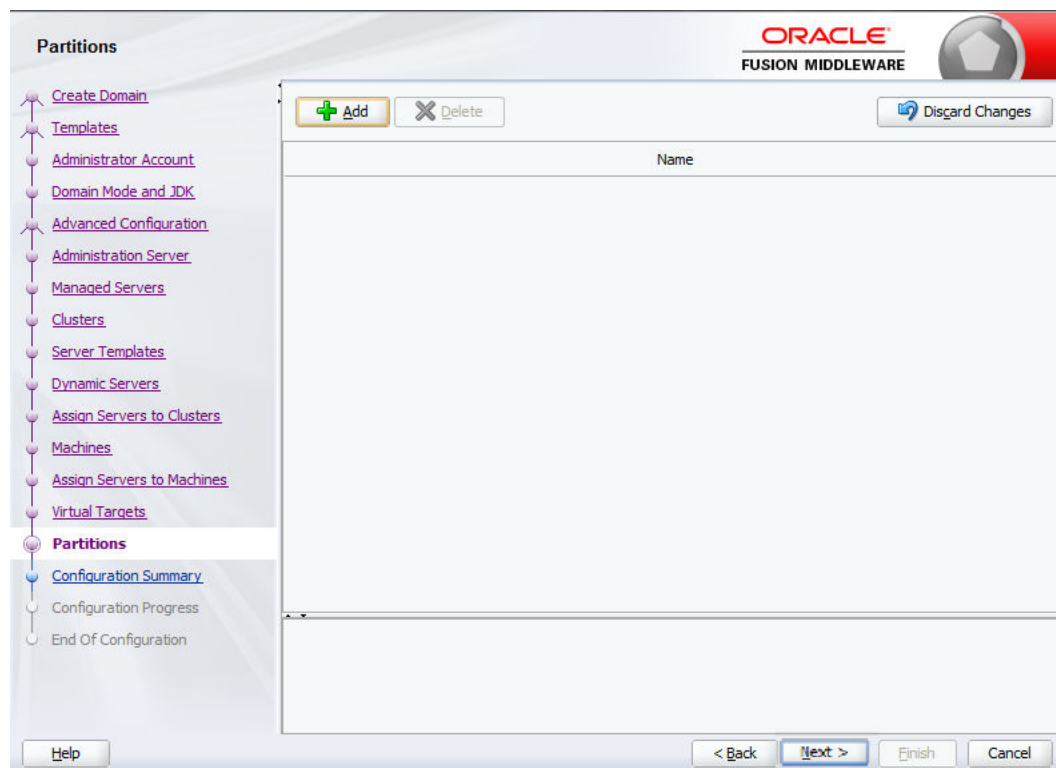 Partitions
ORACLE
FUSION MIDDLEWARE
Create Domain
Templates
Administrator Account
Domain Mode and JDK
Advanced Configuration
Administration Server
Managed Servers
Clusters
Server Templates
Dynamic Servers
Assign Servers to Clusters
Machines
Assign Servers to Machines
Virtual Targets
Partitions
Configuration Summary
Configuration Progress
End Of Configuration
Add
Delete
Discard Changes
Name
Help
< Back
Next >
Finish
Cancel